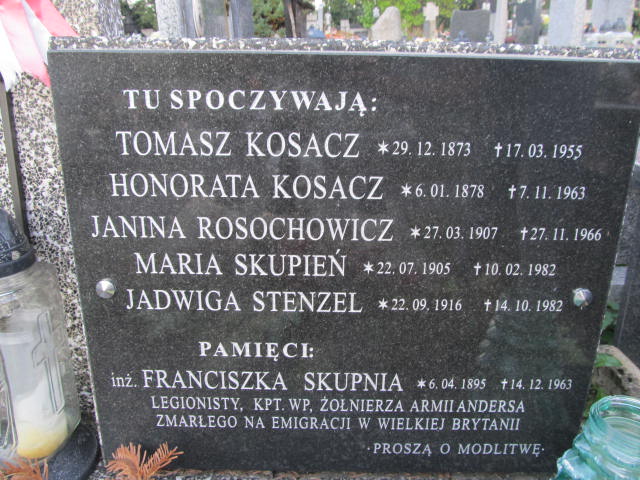 TU SPOCZYWAJĄ:
TOMASZ KOSACZ ✶29.12.1873 †17.03.1955
HONORATA KOSĄCZ ✶6.01.1878 †7.11.1963
JANINA ROSOCHOWICZ ✶27.03.1907 †27.11.1966
MARIA SKUPIEŃ ✶22.07.1905 †10.02.1982
JADWIGA STENZEL ✶22.09.1916 †14.10.1982
PAMIĘCI:
inż. FRANCISZKA SKUPNIA ✶6.04.1895 †14.12.1963
LEGIONISTY, KPT. WP, ŻOŁNIERZA ARMII ANDERSA
ZMARŁEGO NA EMIGRACJI W WIELKIEJ BRYTANII
·PROSZĄ O MODLITWĘ·